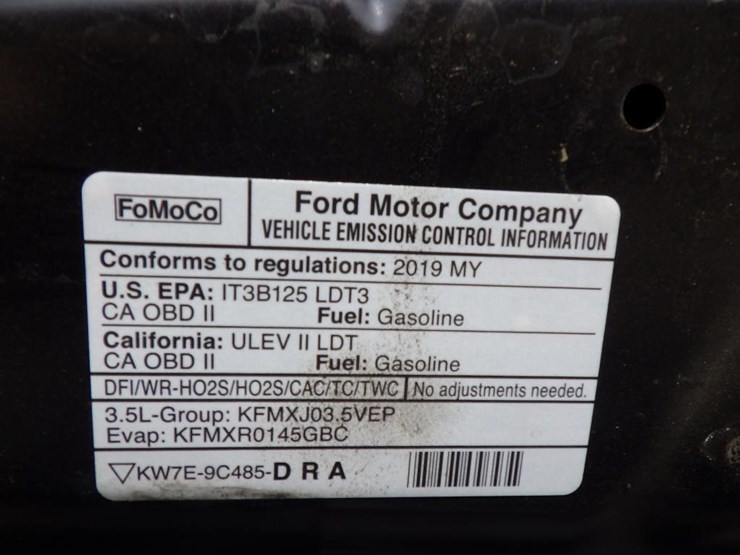 FoMoCo
Ford Motor Company
VEHICLE EMISSION CONTROL INFORMATION
Conforms to regulations: 2019 MY
U.S. EPA: IT3B125 LDT3
CA OBD II Fuel: Gasoline
California: ULEV II LDT
CA OBD II Fuel: Gasoline
DFI/WR-HO2S/HO2S/CAC/TC/TWC No adjustments needed.
3.5L-Group: KFMXJ03.5VEP
Evap: KFMXR0145GBC
KW7E-9C485-D R A